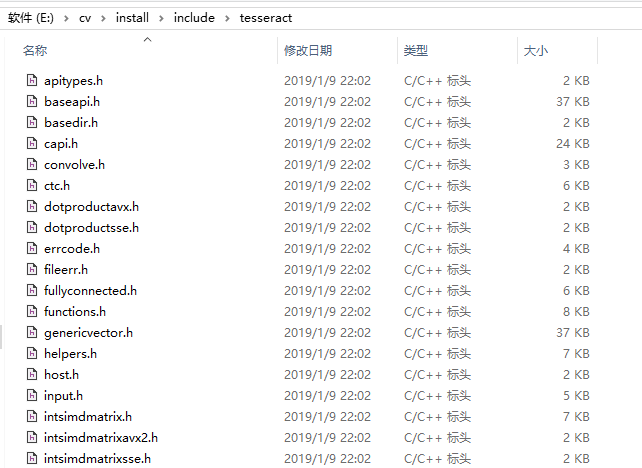 软件 (E:) > cv > install > include > tesseract
名称 修改日期 类型 大小
apitypes.h 2019/1/9 22:02 C/C++ 标头 2 KB
baseapi.h 2019/1/9 22:02 C/C++ 标头 37 KB
basedir.h 2019/1/9 22:02 C/C++ 标头 2 KB
capi.h 2019/1/9 22:02 C/C++ 标头 24 KB
convolve.h 2019/1/9 22:02 C/C++ 标头 3 KB
ctc.h 2019/1/9 22:02 C/C++ 标头 6 KB
dotproductavx.h 2019/1/9 22:02 C/C++ 标头 2 KB
dotproductsse.h 2019/1/9 22:02 C/C++ 标头 2 KB
errcode.h 2019/1/9 22:02 C/C++ 标头 4 KB
fileerr.h 2019/1/9 22:02 C/C++ 标头 2 KB
fullyconnected.h 2019/1/9 22:02 C/C++ 标头 6 KB
functions.h 2019/1/9 22:02 C/C++ 标头 8 KB
genericvector.h 2019/1/9 22:02 C/C++ 标头 37 KB
helpers.h 2019/1/9 22:02 C/C++ 标头 7 KB
host.h 2019/1/9 22:02 C/C++ 标头 2 KB
input.h 2019/1/9 22:02 C/C++ 标头 5 KB
intsimdmatrix.h 2019/1/9 22:02 C/C++ 标头 7 KB
intsimdmatrixavx2.h 2019/1/9 22:02 C/C++ 标头 2 KB
intsimdmatrixsse.h 2019/1/9 22:02 C/C++ 标头 2 KB